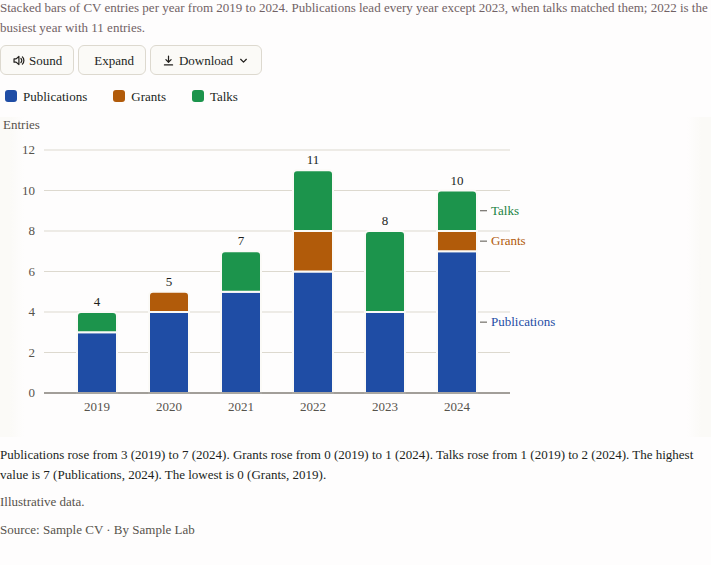 Stacked bars of CV entries per year from 2019 to 2024. Publications lead every year except 2023, when talks matched them; 2022 is the
busiest year with 11 entries.
Sound Expand Download
Publications Grants Talks
Entries
12
10
8
6
4
2
0
4
5
7
11
8
10
Talks
Grants
Publications
2019 2020 2021 2022 2023 2024
Publications rose from 3 (2019) to 7 (2024). Grants rose from 0 (2019) to 1 (2024). Talks rose from 1 (2019) to 2 (2024). The highest
value is 7 (Publications, 2024). The lowest is 0 (Grants, 2019).
Illustrative data.
Source: Sample CV · By Sample Lab